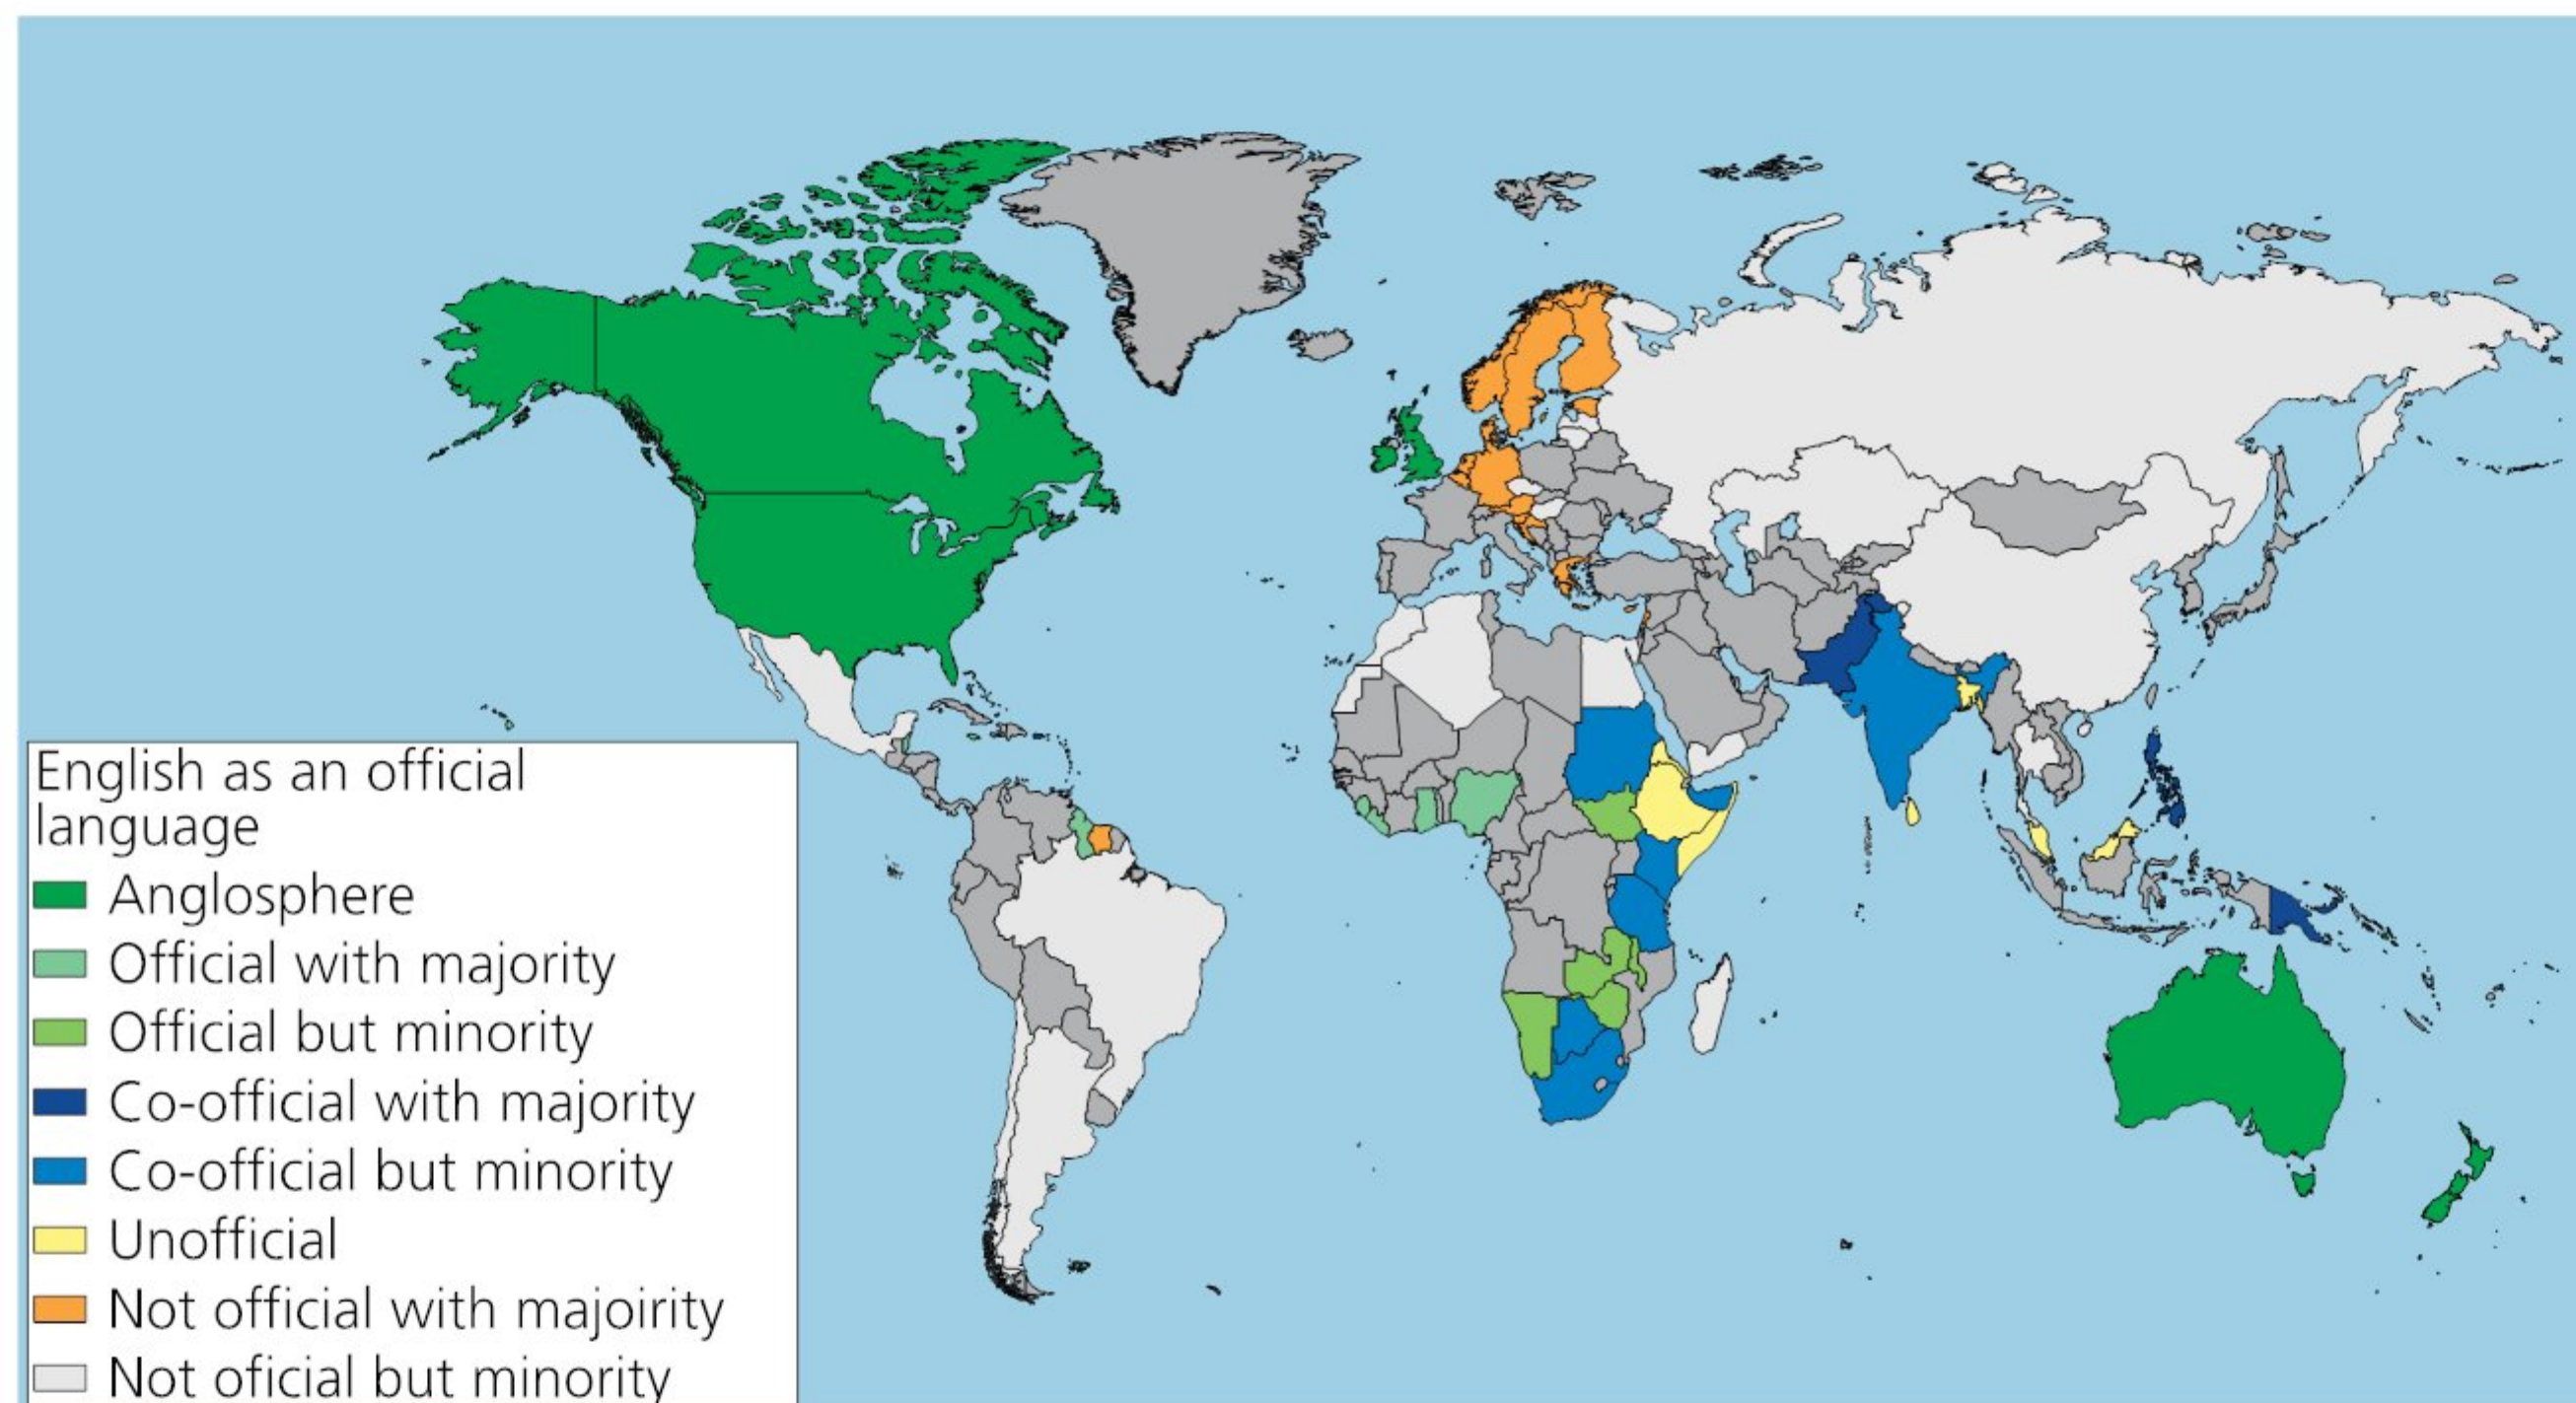 English as an official
language
Anglosphere
Official with majority
Official but minority
Co-official with majority
Co-official but minority
Unofficial
Not official with majoirity
Not oficial but minority